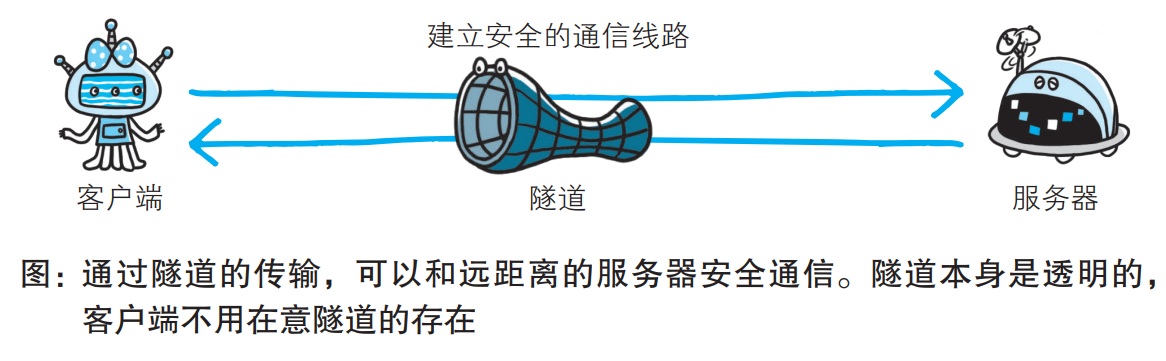 建立安全的通信线路
客户端
隧道
服务器
图：通过隧道的传输，可以和远距离的服务器安全通信。隧道本身是透明的，
客户端不用在意隧道的存在